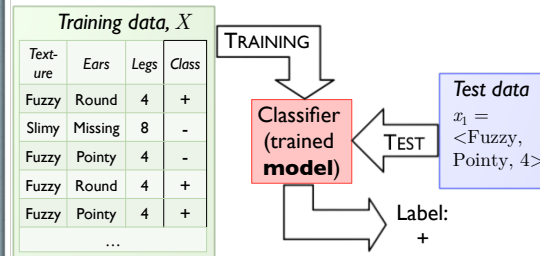 Training data, X
Text-
ure Ears Legs Class
Fuzzy Round 4 +
Slimy Missing 8 -
Fuzzy Pointy 4 -
Fuzzy Round 4 +
Fuzzy Pointy 4 +
...
TRAINING
Classifier
(trained
model)
TEST
Test data
x₁ =
<Fuzzy,
Pointy, 4>
Label:
+